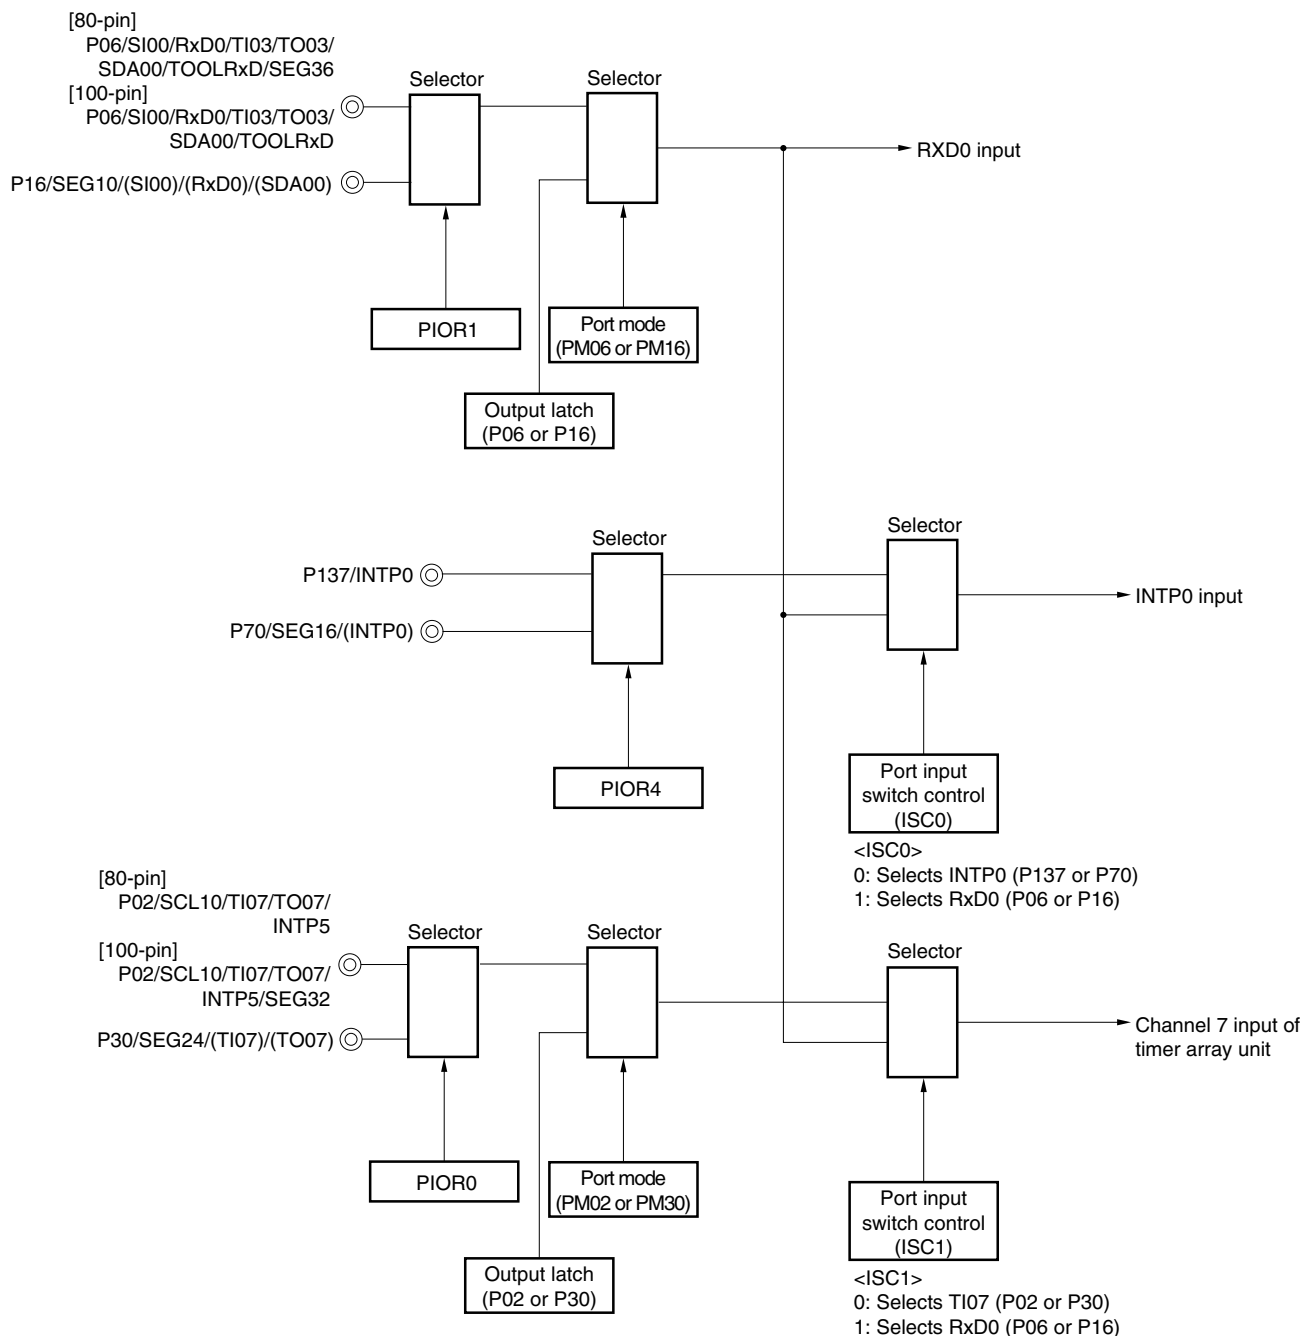 [80-pin]
P06/SI00/RxD0/TI03/TO03/
SDA00/TOOLRxD/SEG36
[100-pin]
P06/SI00/RxD0/TI03/TO03/
SDA00/TOOLRxD
P16/SEG10/(SI00)/(RxD0)/(SDA00)
Selector
Selector
RXD0 input
PIOR1
Port mode
(PM06 or PM16)
Output latch
(P06 or P16)
Selector
Selector
P137/INTP0
P70/SEG16/(INTP0)
INTP0 input
PIOR4
Port input
switch control
(ISC0)
<ISC0>
0: Selects INTP0 (P137 or P70)
1: Selects RxD0 (P06 or P16)
[80-pin]
P02/SCL10/TI07/TO07/
INTP5
[100-pin]
P02/SCL10/TI07/TO07/
INTP5/SEG32
P30/SEG24/(TI07)/(TO07)
Selector
Selector
Selector
Channel 7 input of
timer array unit
PIOR0
Port mode
(PM02 or PM30)
Output latch
(P02 or P30)
Port input
switch control
(ISC1)
<ISC1>
0: Selects TI07 (P02 or P30)
1: Selects RxD0 (P06 or P16)